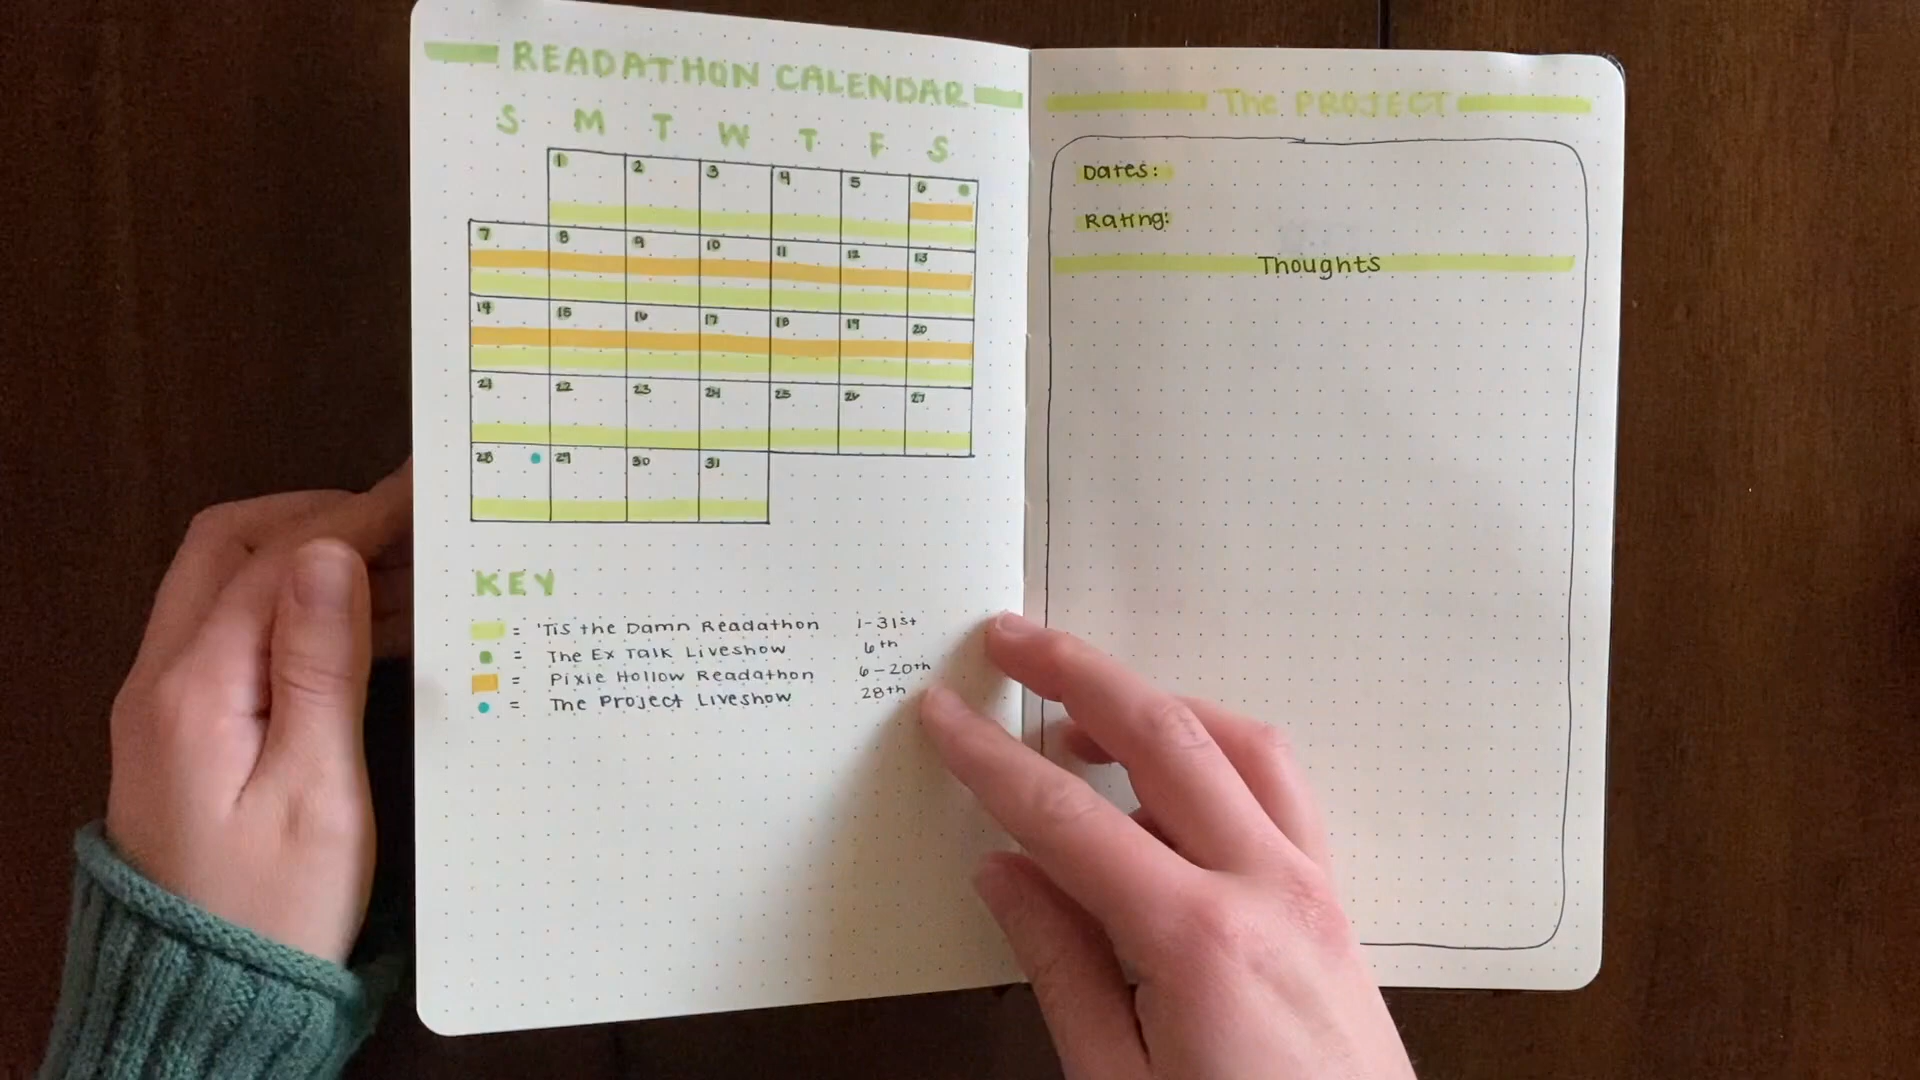 READATHON CALENDAR
S M T W T F S
1 2 3 4 5 6
7 8 9 10 11 12 13
14 15 16 17 18 19 20
21 22 23 24 25 26 27
28 29 30 31
KEY
= 'Tis the Damn Readathon 1-31st
= The Ex Talk Liveshow 6th
= Pixie Hollow Readathon 6-20th
= The Project Liveshow 28th
The PROJECT
Dates:
Rating:
Thoughts